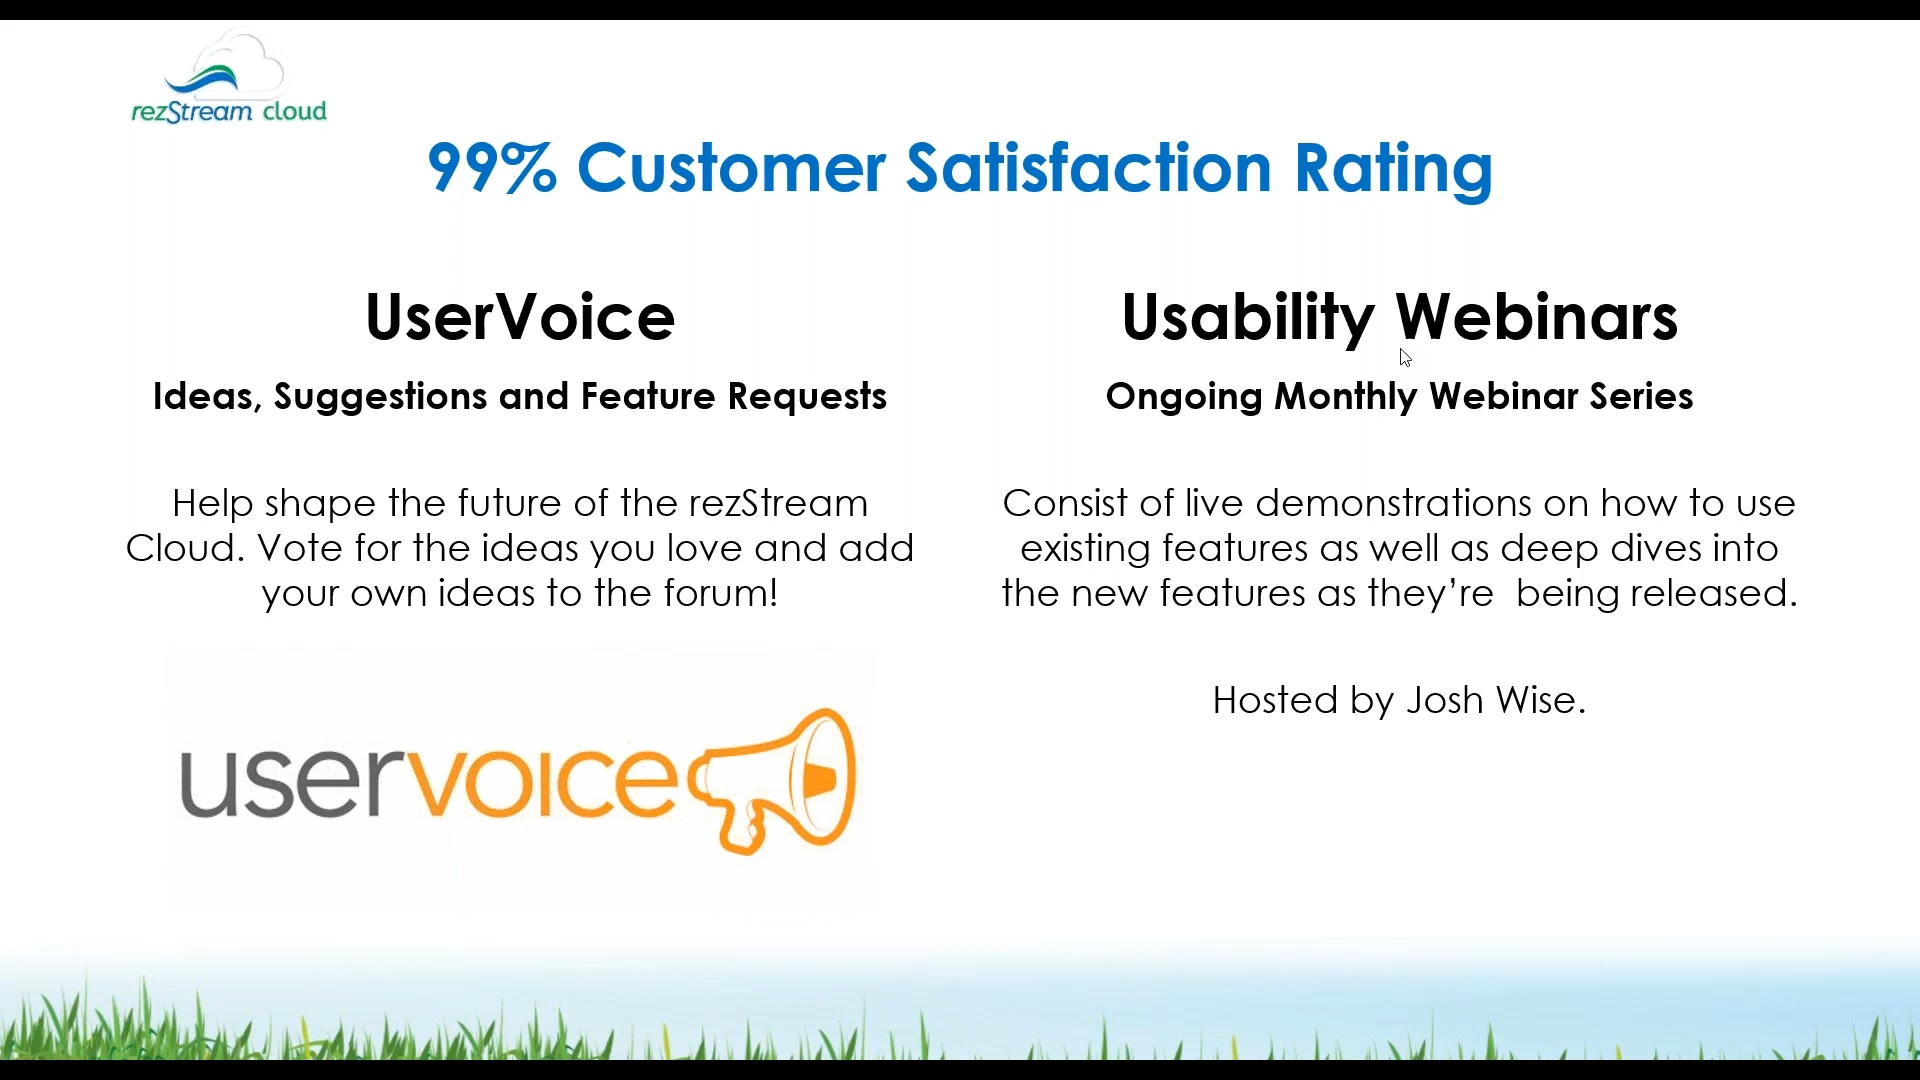 rezStream cloud
99% Customer Satisfaction Rating
UserVoice
Ideas, Suggestions and Feature Requests
Help shape the future of the rezStream
Cloud. Vote for the ideas you love and add
your own ideas to the forum!
uservoice
Usability Webinars
Ongoing Monthly Webinar Series
Consist of live demonstrations on how to use
existing features as well as deep dives into
the new features as they’re  being released.
Hosted by Josh Wise.